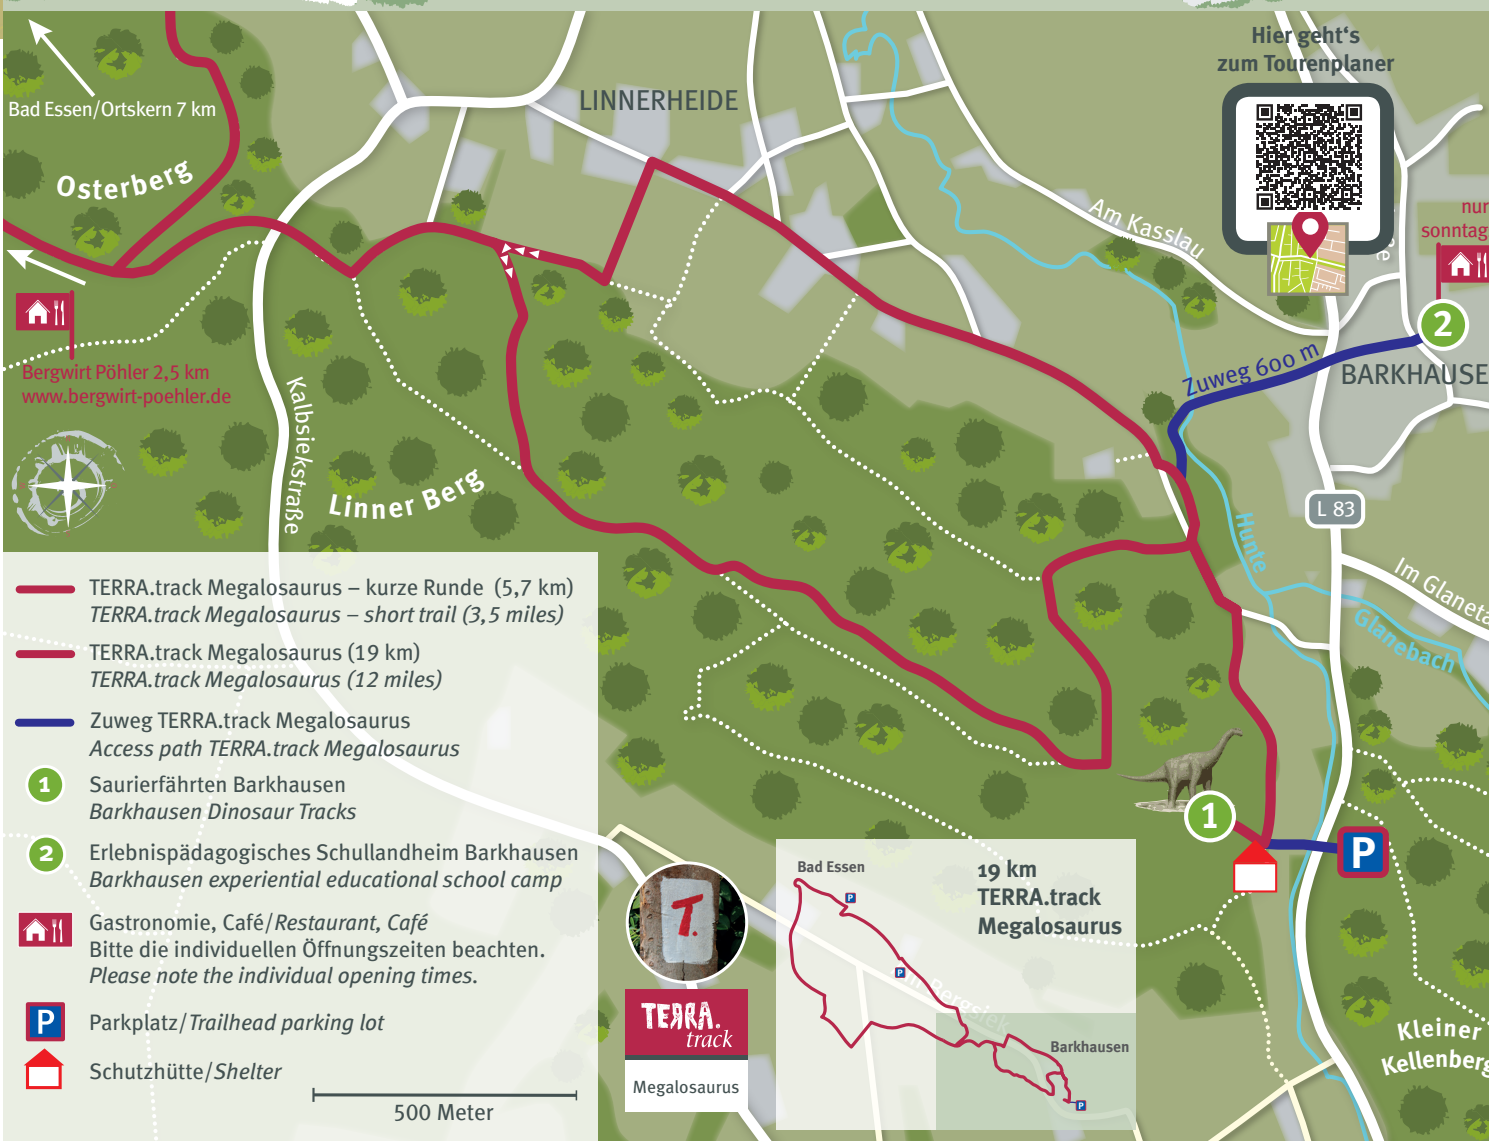 Hier geht's
zum Tourenplaner
LINNERHEIDE
Bad Essen/Ortskern 7 km
Osterberg
Am Kasslau
nur
sonntag
2
Zuweg 600 m
BARKHAUSE
Bergwirt Pöhler 2,5 km
www.bergwirt-poehler.de
Kalbsiekstraße
Linner Berg
L 83
Hunte
Im Glaneta
Glanebach
TERRA.track Megalosaurus – kurze Runde (5,7 km)
TERRA.track Megalosaurus – short trail (3,5 miles)
TERRA.track Megalosaurus (19 km)
TERRA.track Megalosaurus (12 miles)
Zuweg TERRA.track Megalosaurus
Access path TERRA.track Megalosaurus
1 Saurierfährten Barkhausen
Barkhausen Dinosaur Tracks
2 Erlebnispädagogisches Schullandheim Barkhausen
Barkhausen experiential educational school camp
Gastronomie, Café/Restaurant, Café
Bitte die individuellen Öffnungszeiten beachten.
Please note the individual opening times.
P Parkplatz/Trailhead parking lot
Schutzhütte/Shelter
500 Meter
1
P
T.
TERRA.
track
Megalosaurus
Bad Essen
P
19 km
TERRA.track
Megalosaurus
P
Bergsiek
Barkhausen
P
Kleiner
Kellenberg